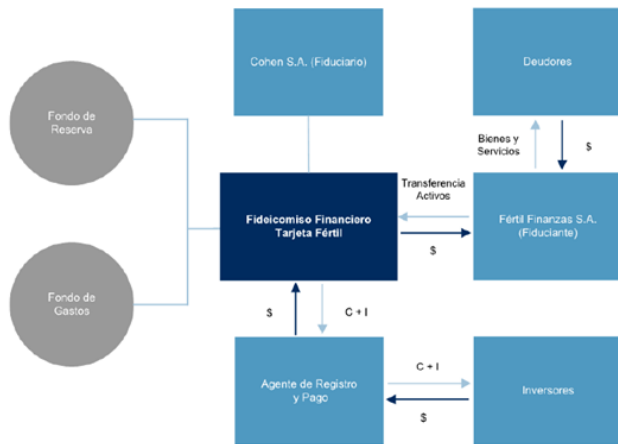 Cohen S.A. (Fiduciario)
Deudores
Fondo de
Reserva
Bienes y
Servicios
$
Transferencia
Activos
Fideicomiso Financiero
Tarjeta Fértil
Fértil Finanzas S.A.
(Fiduciante)
$
Fondo de
Gastos
$
C + I
Agente de Registro
y Pago
C + I
Inversores
$